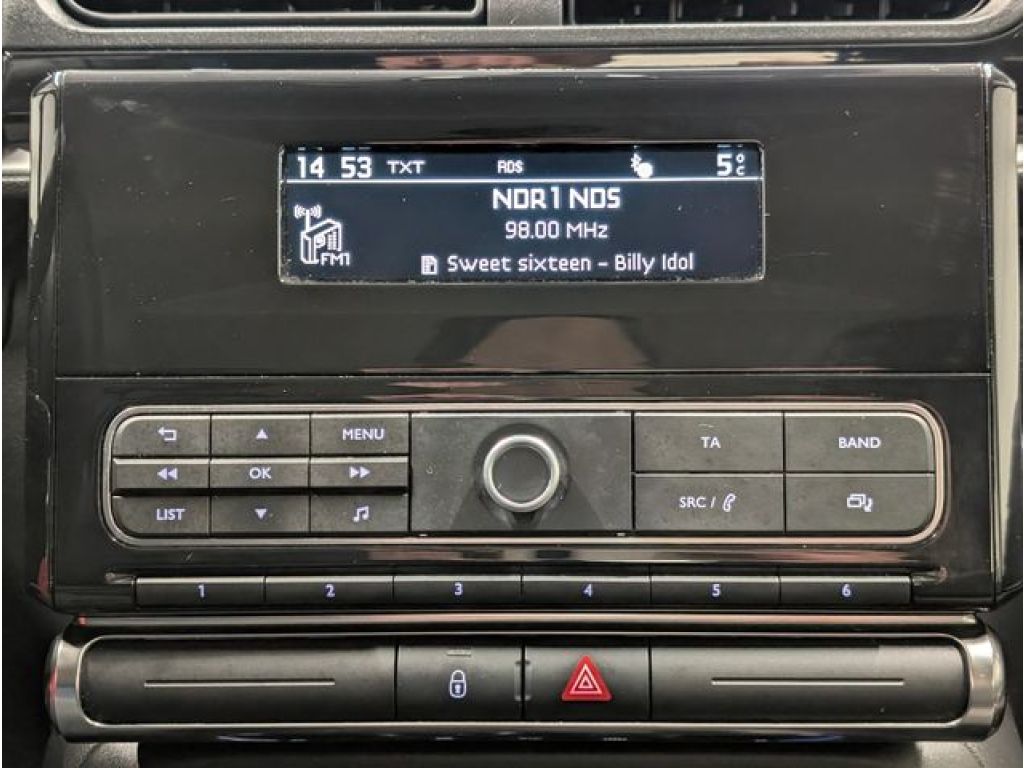 14 53 TXT RDS 5°C
NDR1 NDS
98.00 MHz
FM1
Sweet sixteen - Billy Idol
MENU
TA
BAND
OK
LIST
SRC /
1 2 3 4 5 6